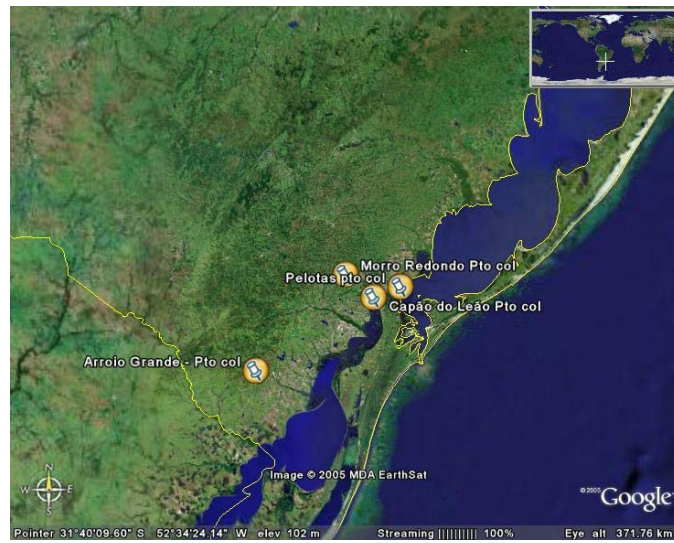 Morro Redondo Pto col
Pelotas pto col
Capão do Leão Pto col
Arroio Grande - Pto col
N
W E
S
Image © 2005 MDA EarthSat
©2005 Google
Pointer 31°40'09.60" S 52°34'24.14" W elev 102 m Streaming |||||||||| 100% Eye alt 371.76 km